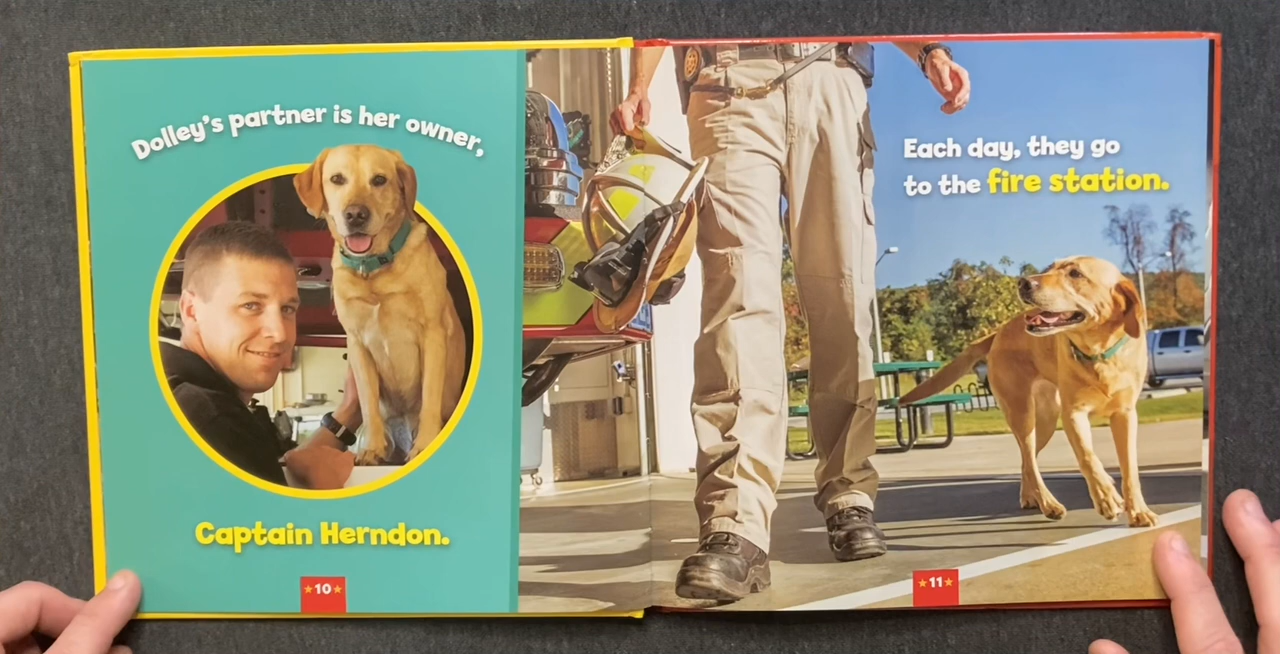 Dolley's partner is her owner,
Captain Herndon.
10
Each day, they go
to the fire station.
11